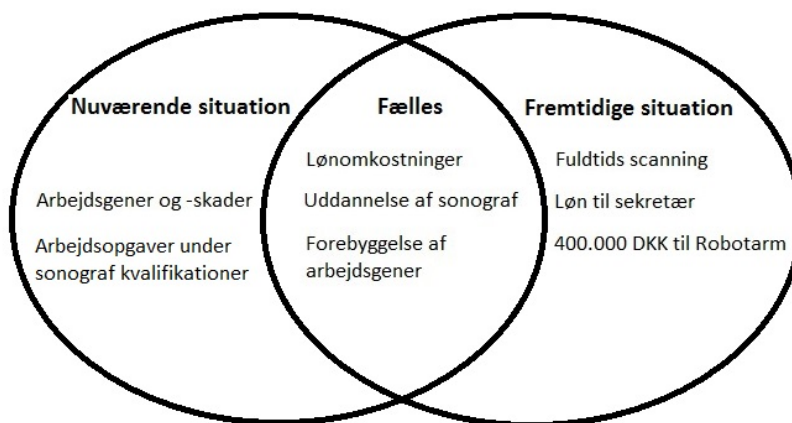 Nuværende situation
Arbejdsgener og -skader
Arbejdsopgaver under
sonograf kvalifikationer
Fælles
Lønomkostninger
Uddannelse af sonograf
Forebyggelse af
arbejdsgener
Fremtidige situation
Fuldtids scanning
Løn til sekretær
400.000 DKK til Robotarm